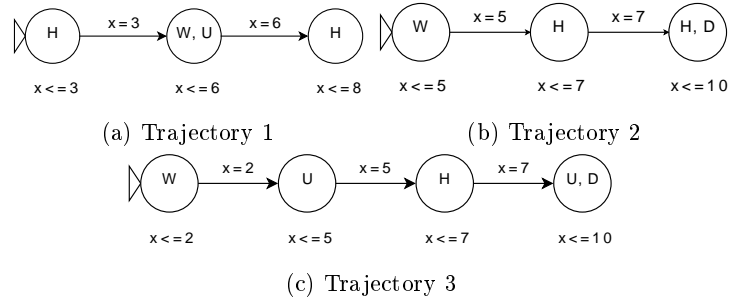 H x=3 W, U x=6 H
x<=3 x<=6 x<=8
(a) Trajectory 1
W x=5 H x=7 H, D
x<=5 x<=7 x<=10
(b) Trajectory 2
W x=2 U x=5 H x=7 U, D
x<=2 x<=5 x<=7 x<=10
(c) Trajectory 3